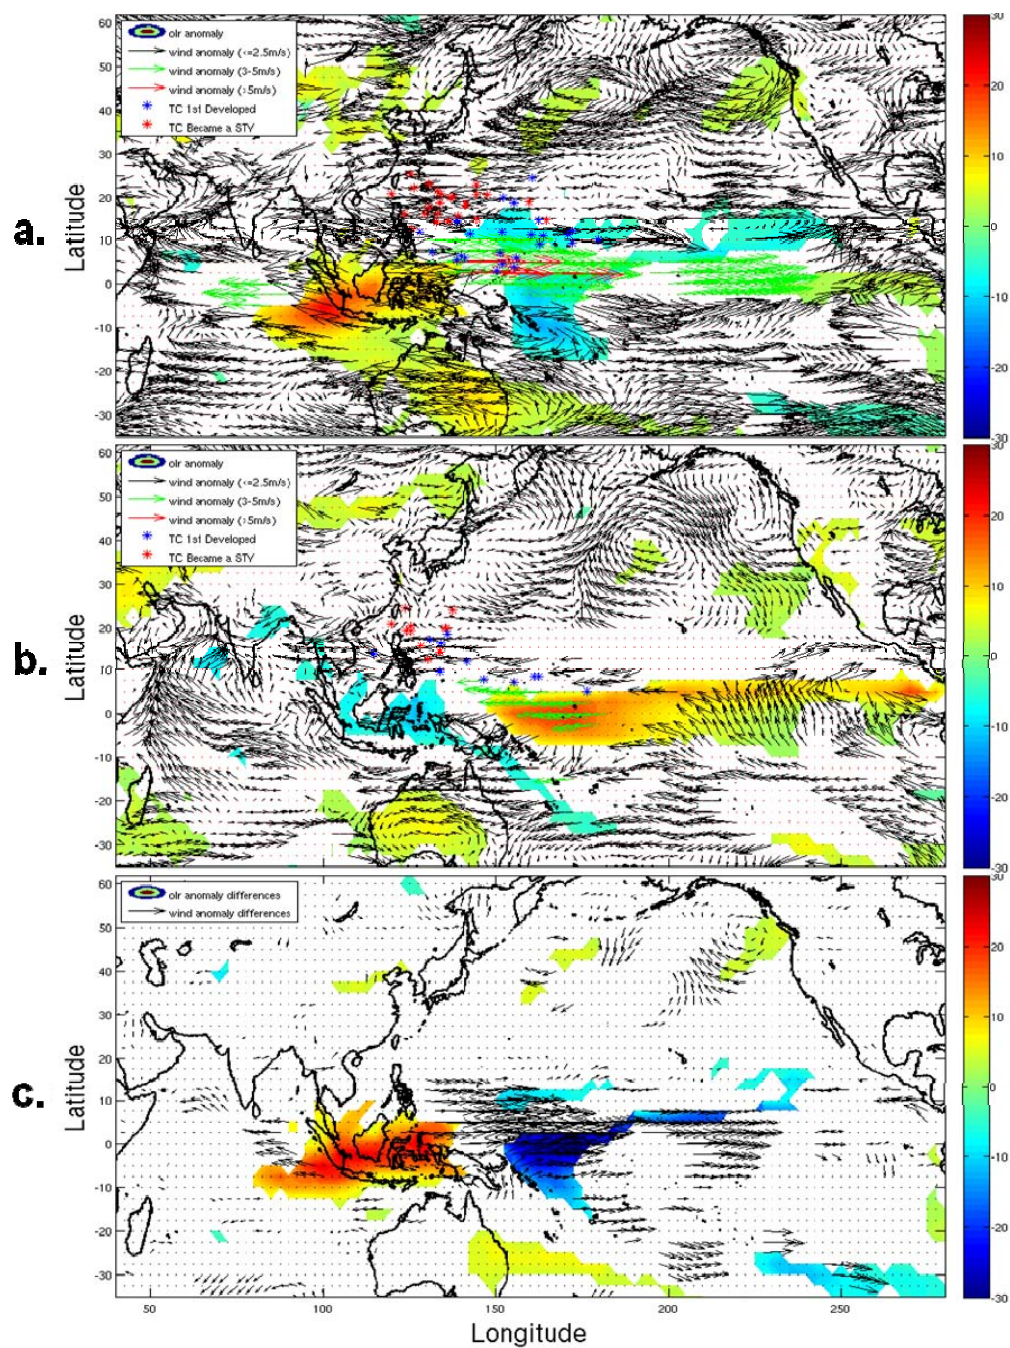 a.
Latitude
60
50
40
30
20
10
0
-10
-20
-30
olr anomaly
wind anomaly (<=2.5m/s)
wind anomaly (3-5m/s)
wind anomaly (>5m/s)
TC 1st Developed
TC Became a STY
30
20
10
0
-10
-20
-30
b.
Latitude
60
50
40
30
20
10
0
-10
-20
-30
olr anomaly
wind anomaly (<=2.5m/s)
wind anomaly (3-5m/s)
wind anomaly (>5m/s)
TC 1st Developed
TC Became a STY
30
20
10
0
-10
-20
-30
c.
Latitude
60
50
40
30
20
10
0
-10
-20
-30
olr anomaly differences
wind anomaly differences
30
20
10
0
-10
-20
-30
50
100
150
200
250
Longitude